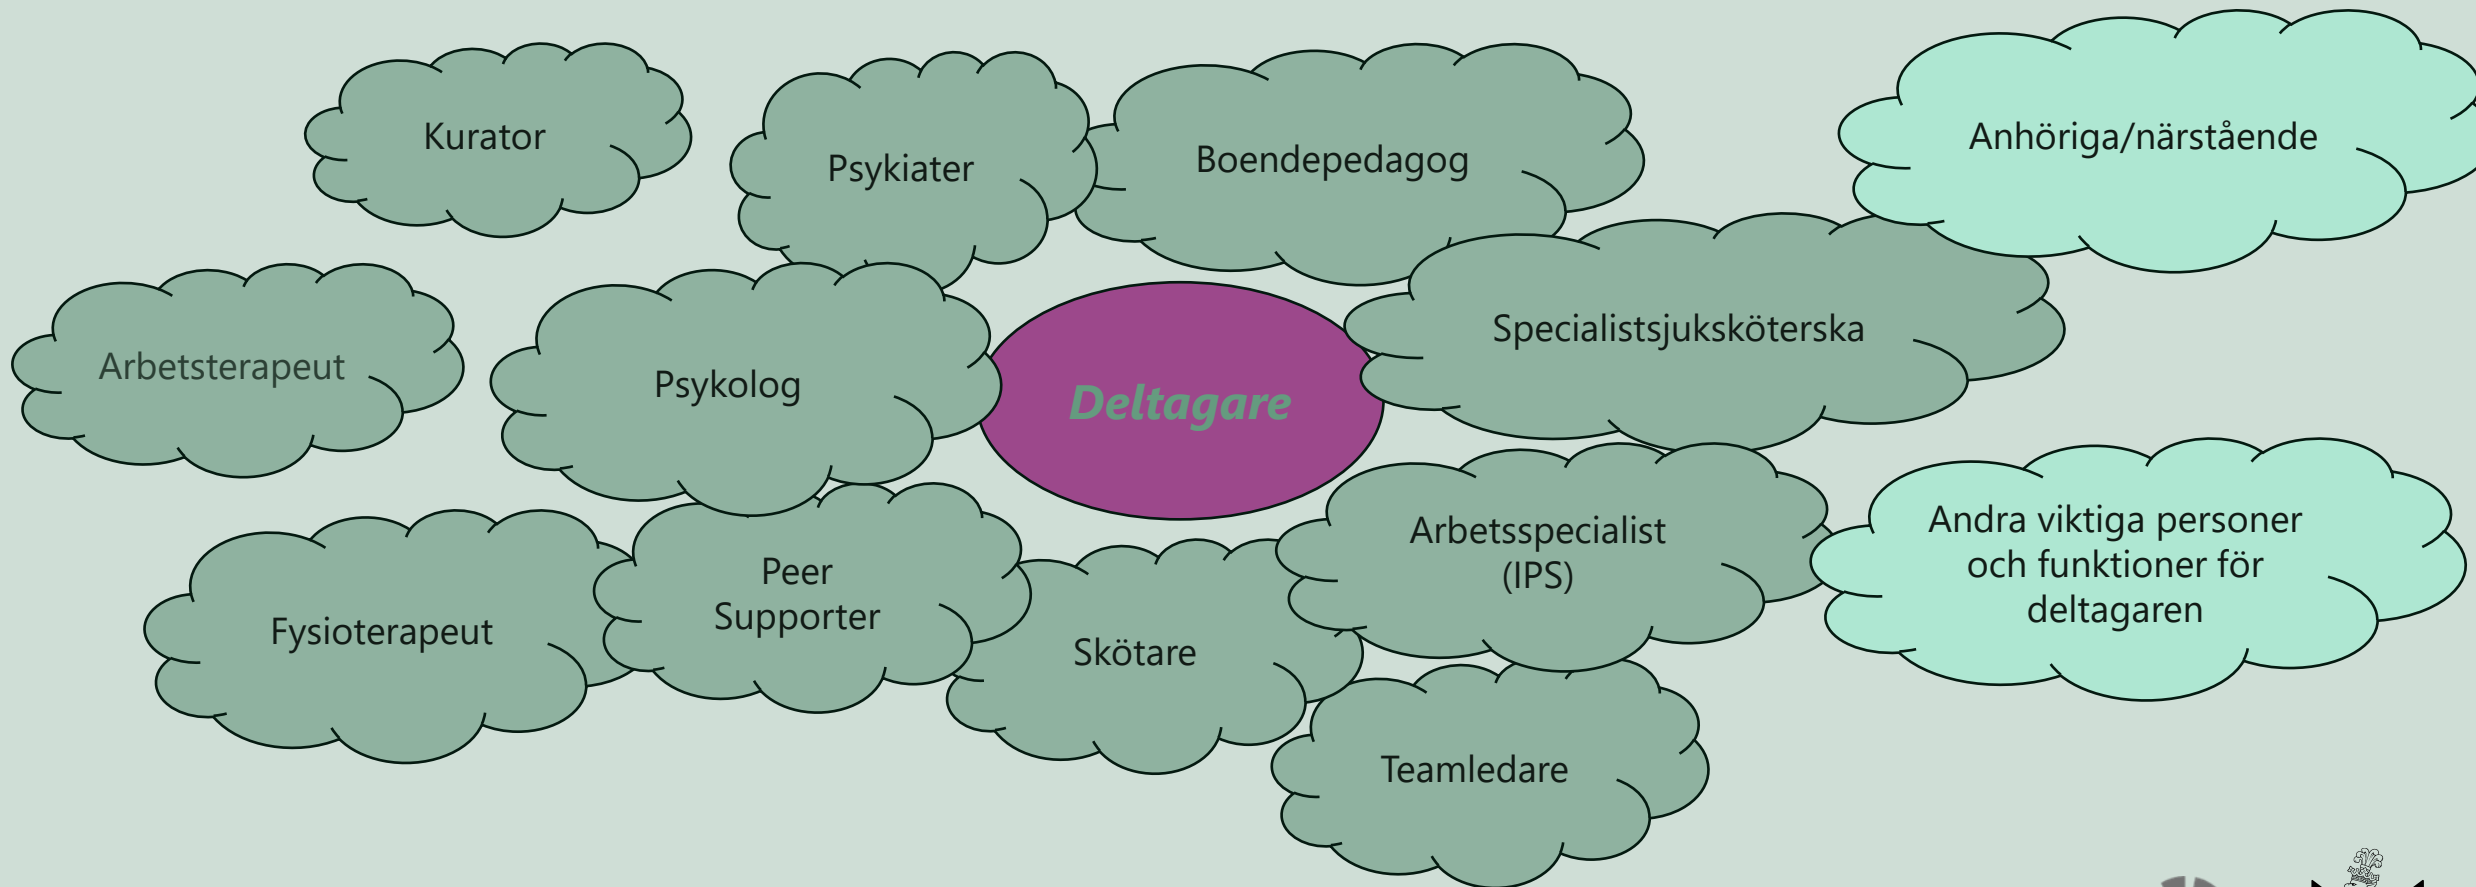 Kurator
Psykiater
Boendepedagog
Anhöriga/närstående
Arbetsterapeut
Psykolog
Deltagare
Specialistsjuksköterska
Fysioterapeut
Peer
Supporter
Skötare
Arbetsspecialist
(IPS)
Andra viktiga personer
och funktioner för
deltagaren
Teamledare